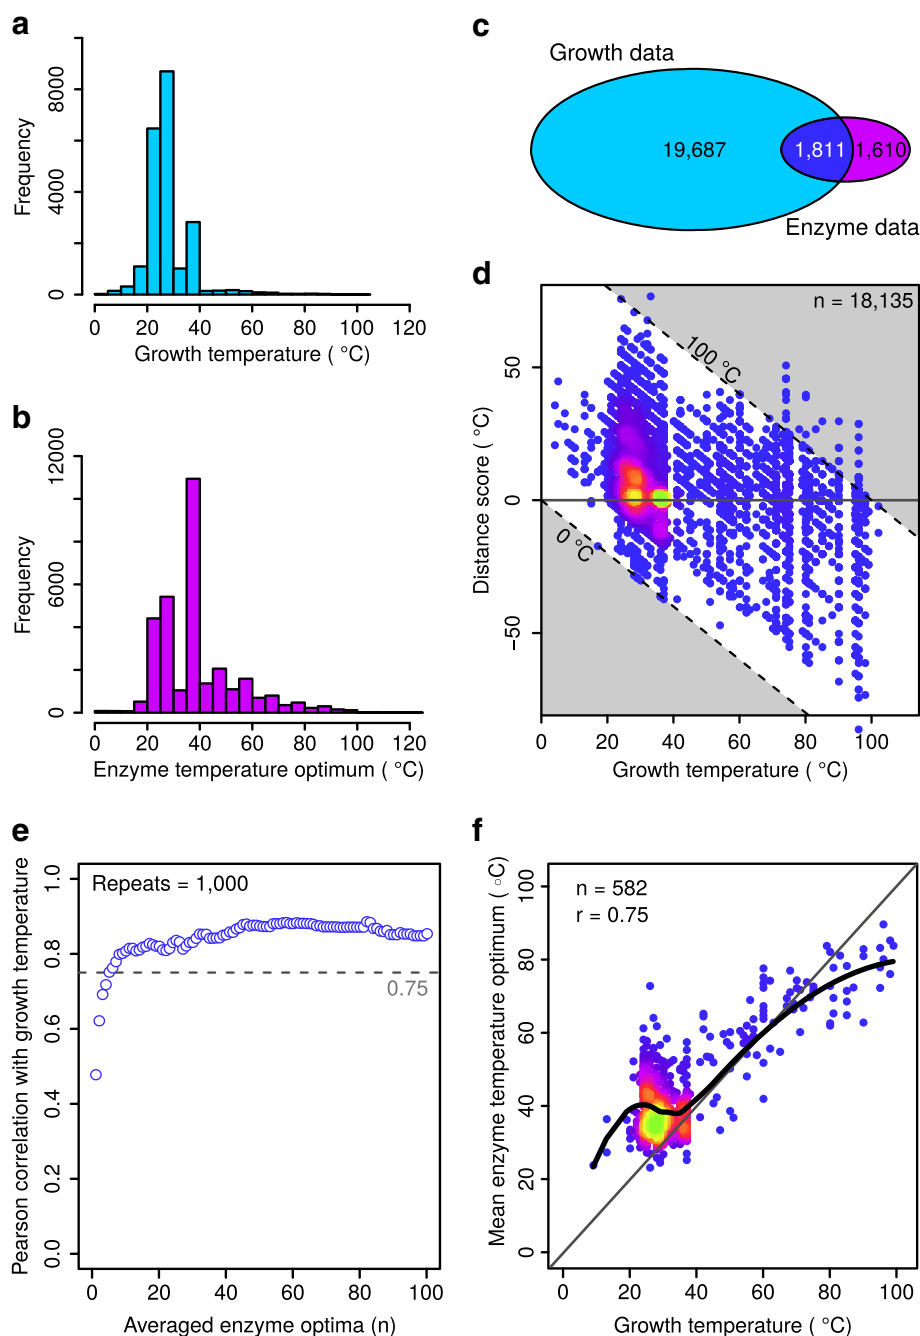 a
Frequency
0
4000
8000
0 20 40 60 80 100 120
Growth temperature ( °C)
b
Frequency
0
6000
12000
0 20 40 60 80 100 120
Enzyme temperature optimum ( °C)
c
Growth data
19,687
1,811
1,610
Enzyme data
d
n = 18,135
100 °C
0 °C
Distance score ( °C)
50
0
−50
0 20 40 60 80 100
Growth temperature ( °C)
e
Pearson correlation with growth temperature
Repeats = 1,000
0.75
1.0
0.8
0.6
0.4
0.2
0.0
0 20 40 60 80 100
Averaged enzyme optima (n)
f
Mean enzyme temperature optimum ( °C)
n = 582
r = 0.75
100
80
60
40
20
0
0 20 40 60 80 100
Growth temperature ( °C)